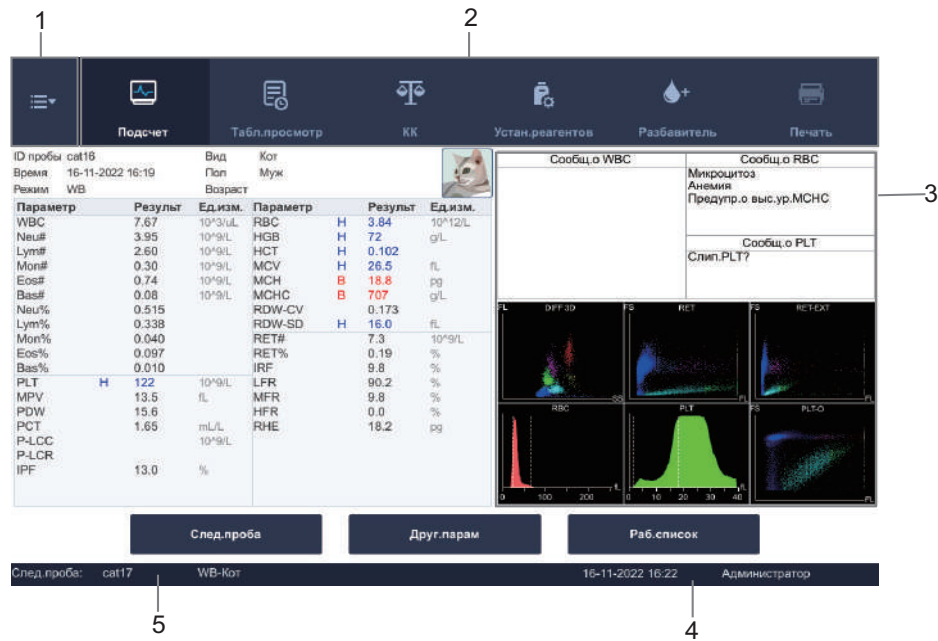 1
2
Подсчет
Табл.просмотр
КК
Устан.реагентов
Разбавитель
Печать
ID пробы cat16 Вид Кот
Время 16-11-2022 16:19 Пол Муж
Режим WB Возраст
Параметр Результ Ед.изм. Параметр Результ Ед.изм.
WBC 7.67 10^3/uL RBC Н 3.84 10^12/L
Neu# 3.95 10^9/L HGB Н 72 g/L
Lym# 2.60 10^9/L HCT Н 0.102
Mon# 0.30 10^9/L MCV Н 26.5 fL
Eos# 0.74 10^9/L MCH В 18.8 pg
Bas# 0.08 10^9/L MCHC В 707 g/L
Neu% 0.515 RDW-CV 0.173
Lym% 0.338 RDW-SD Н 16.0 fL
Mon% 0.040 RET# 7.3 10^9/L
Eos% 0.097 RET% 0.19 %
Bas% 0.010 IRF 9.8 %
PLT Н 122 10^9/L LFR 90.2 %
MPV 13.5 fL MFR 9.8 %
PDW 15.6 HFR 0.0 %
PCT 1.65 mL/L RHE 18.2 pg
P-LCC 10^9/L
P-LCR
IPF 13.0 %
Сообщ.о WBC
Сообщ.о RBC
Микроцитоз
Анемия
Предупр.о выс.ур.MCHC
Сообщ.о PLT
Слип.PLT?
3
FL DIFF 3D SS
FS RET FL
FS RET-EXT FL
RBC 0 100 200 fL
PLT 0 10 20 30 40 fL
FS PLT-O FL
След.проба
Друг.парам
Раб.список
След.проба: cat17 WB-Кот 16-11-2022 16:22 Администратор
5
4